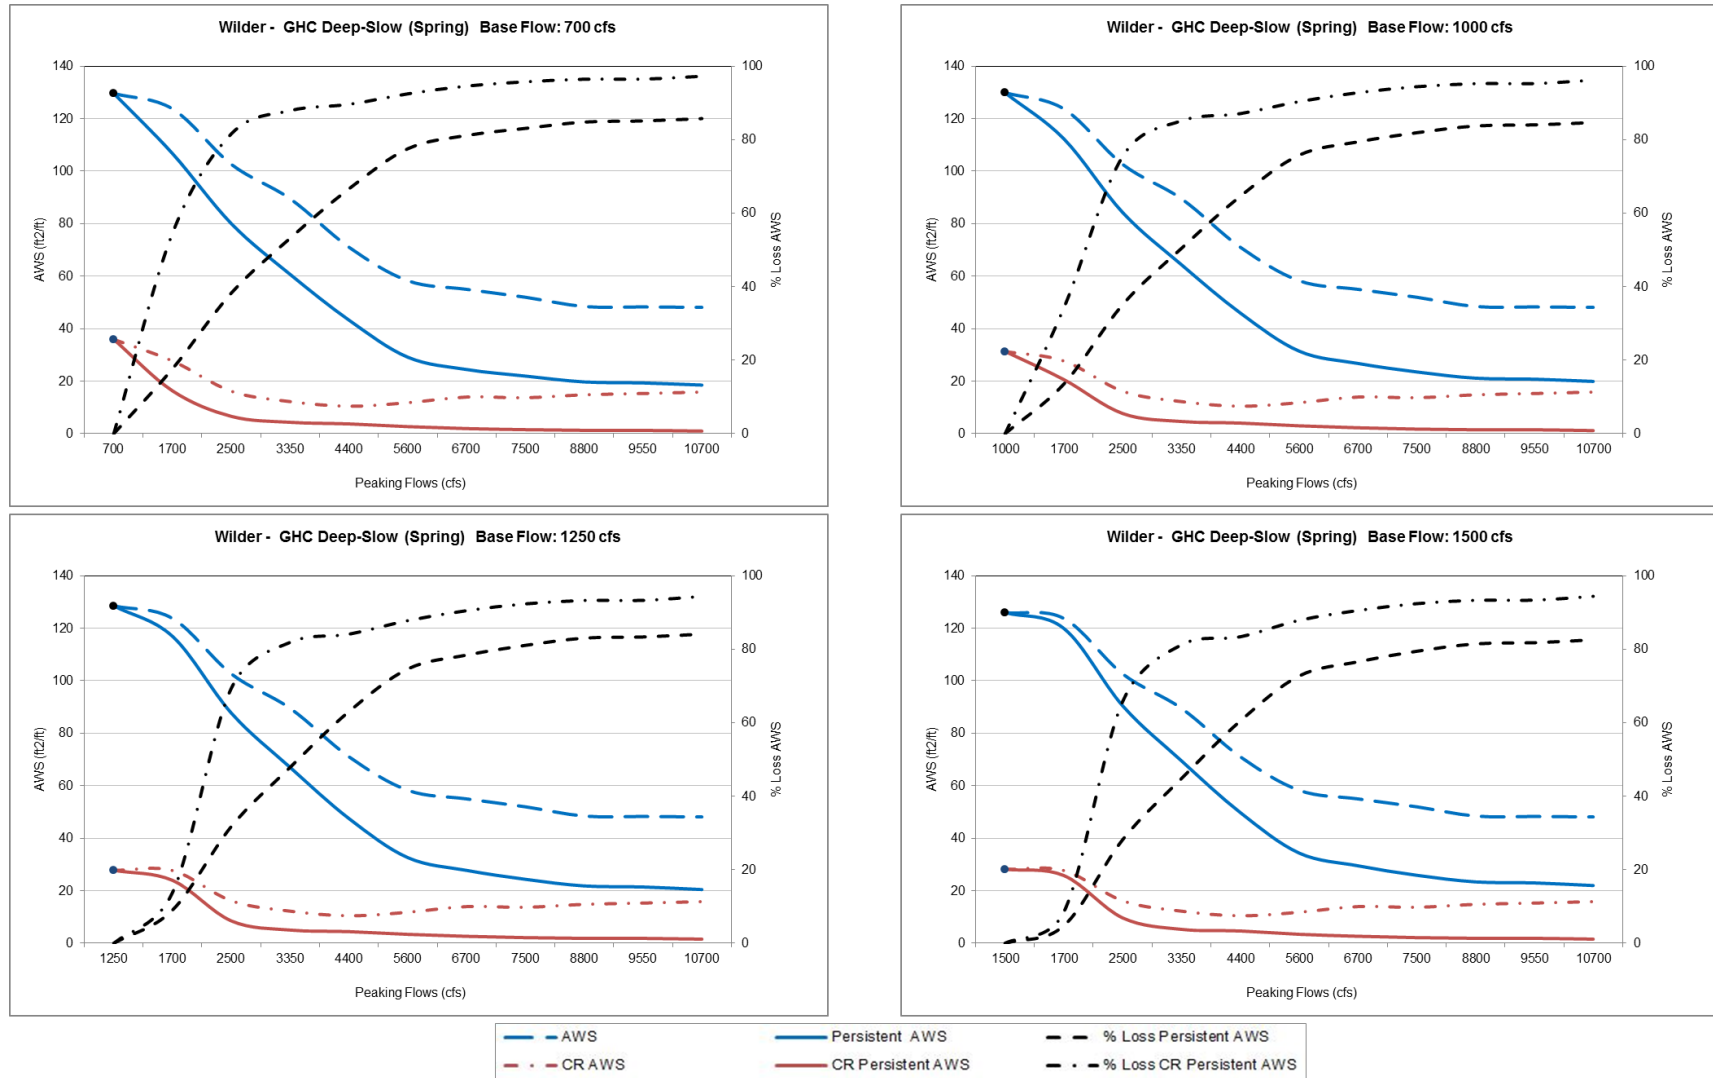 Wilder -  GHC Deep-Slow (Spring)  Base Flow: 700 cfs
140
120
100
80
60
40
20
0
AWS (ft2/ft)
100
80
60
40
20
0
% Loss AWS
700 1700 2500 3350 4400 5600 6700 7500 8800 9550 10700
Peaking Flows (cfs)
Wilder -  GHC Deep-Slow (Spring)  Base Flow: 1000 cfs
140
120
100
80
60
40
20
0
AWS (ft2/ft)
100
80
60
40
20
0
% Loss AWS
1000 1700 2500 3350 4400 5600 6700 7500 8800 9550 10700
Peaking Flows (cfs)
Wilder -  GHC Deep-Slow (Spring)  Base Flow: 1250 cfs
140
120
100
80
60
40
20
0
AWS (ft2/ft)
100
80
60
40
20
0
% Loss AWS
1250 1700 2500 3350 4400 5600 6700 7500 8800 9550 10700
Peaking Flows (cfs)
Wilder -  GHC Deep-Slow (Spring)  Base Flow: 1500 cfs
140
120
100
80
60
40
20
0
AWS (ft2/ft)
100
80
60
40
20
0
% Loss AWS
1500 1700 2500 3350 4400 5600 6700 7500 8800 9550 10700
Peaking Flows (cfs)
AWS Persistent AWS % Loss Persistent AWS
CR AWS CR Persistent AWS % Loss CR Persistent AWS